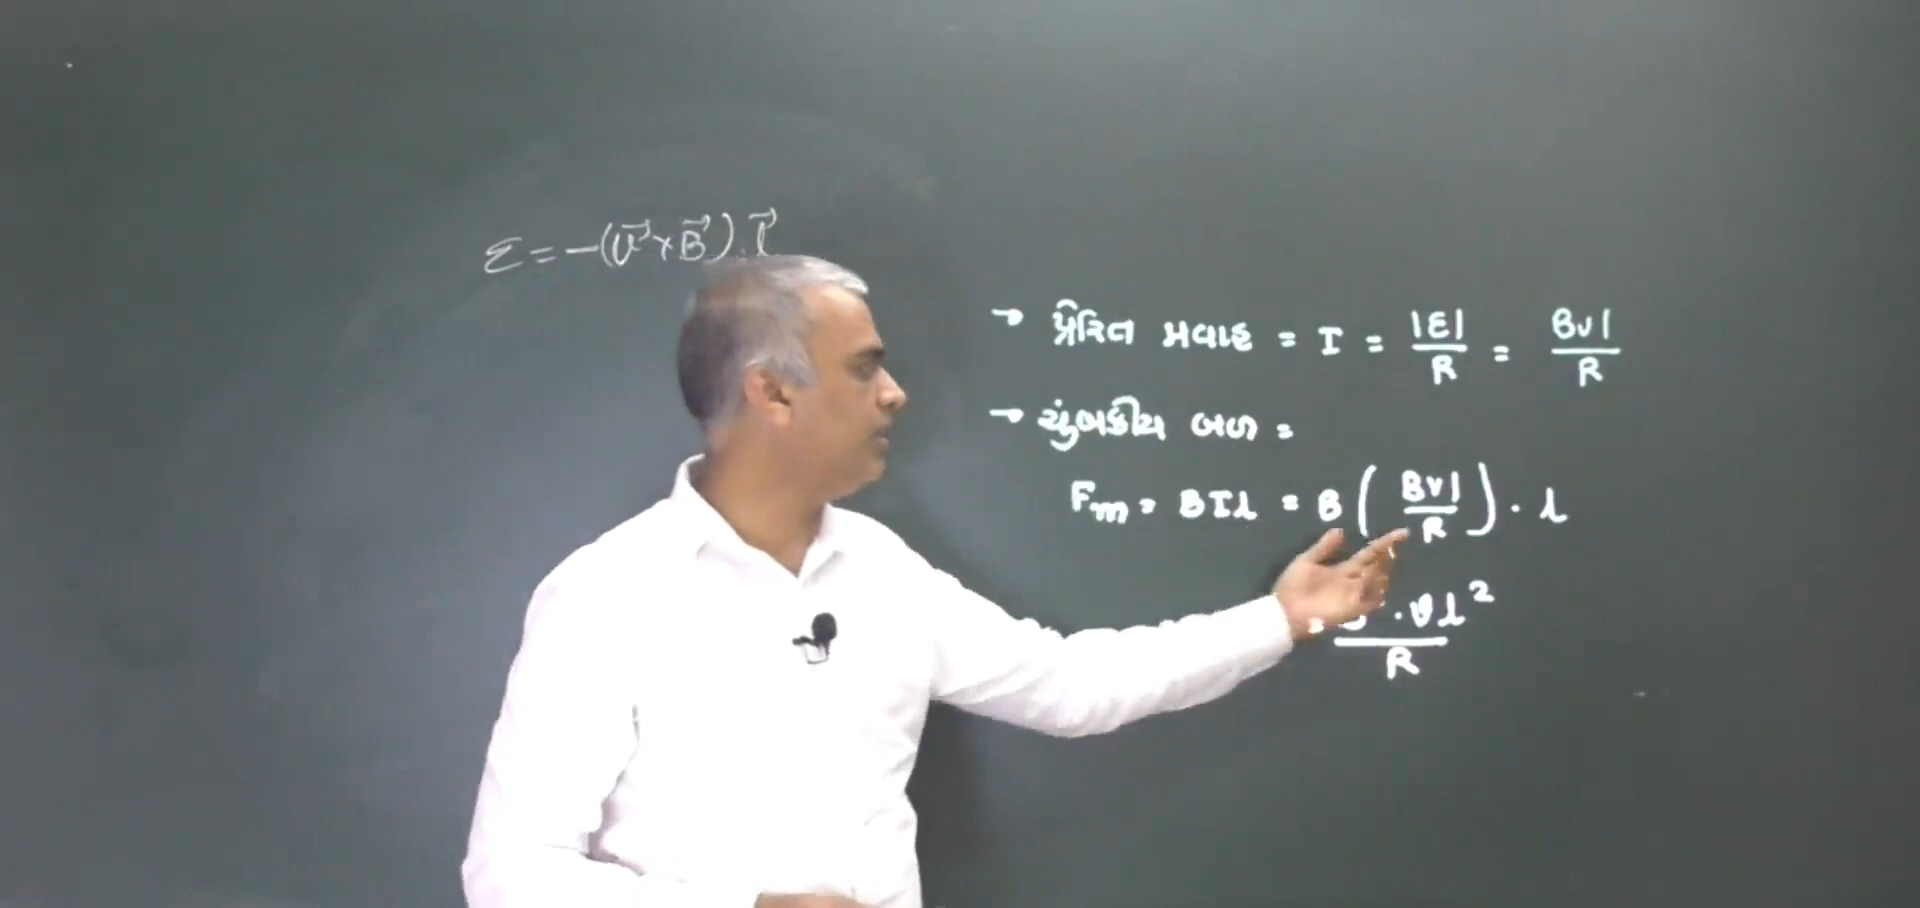 ε = -(v⃗ × B⃗) . l⃗
→ પ્રેરિત પ્રવાહ = I = |ε| / R = Bvl / R
→ ચુંબકીય બળ =
Fm = BIl = B ( Bvl / R ) · l
= · vl² / R